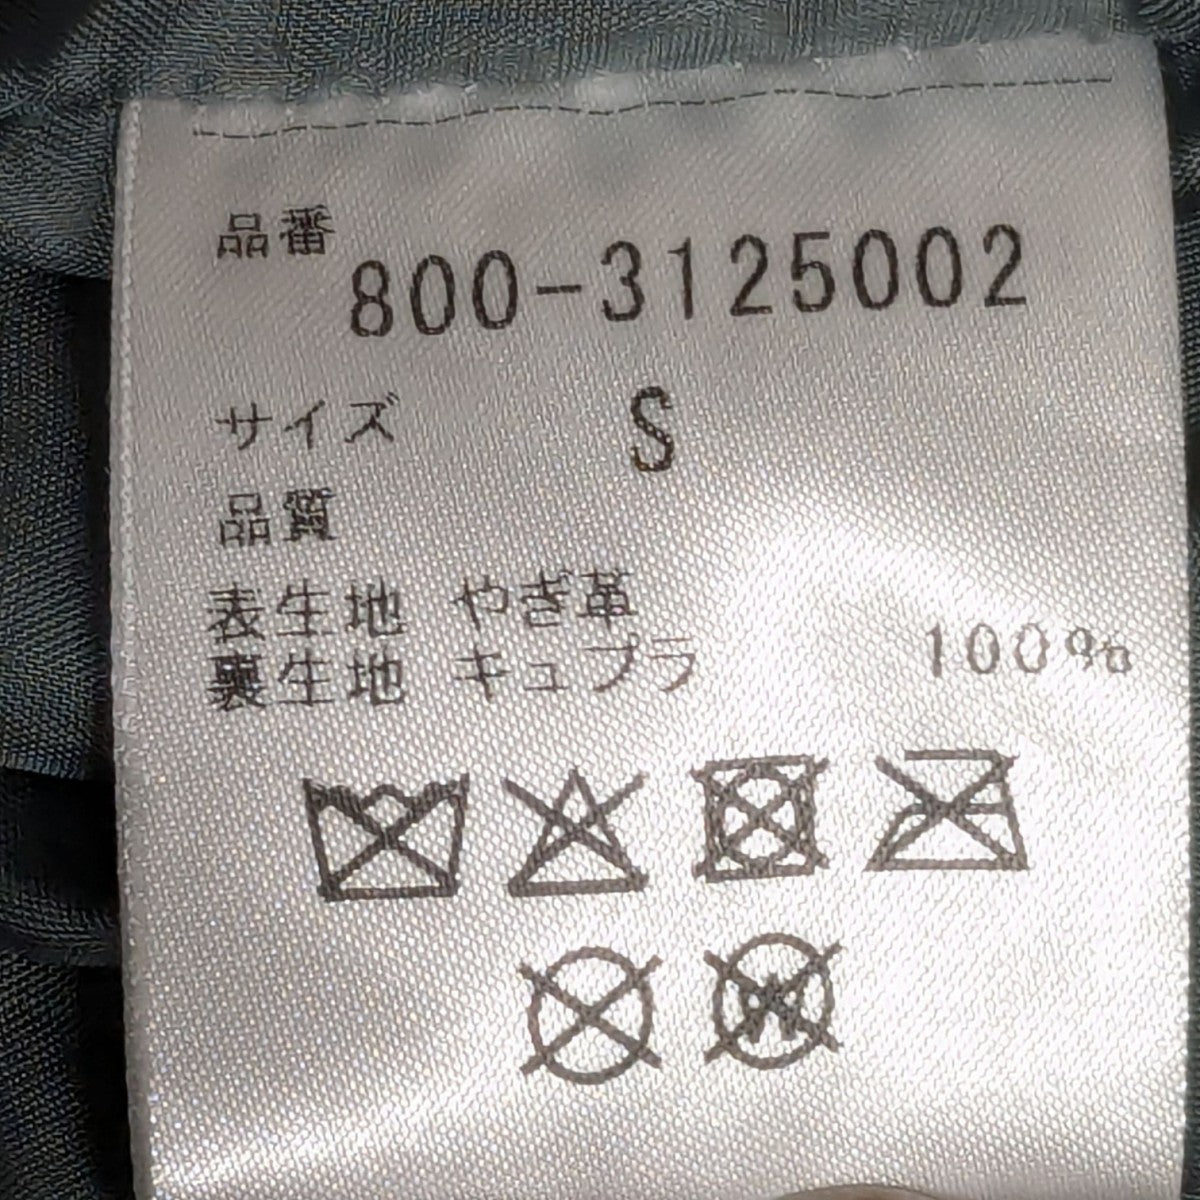 品番 800-3125002
サイズ S
品質
表生地 やぎ革
裏生地 キュプラ 100%
W